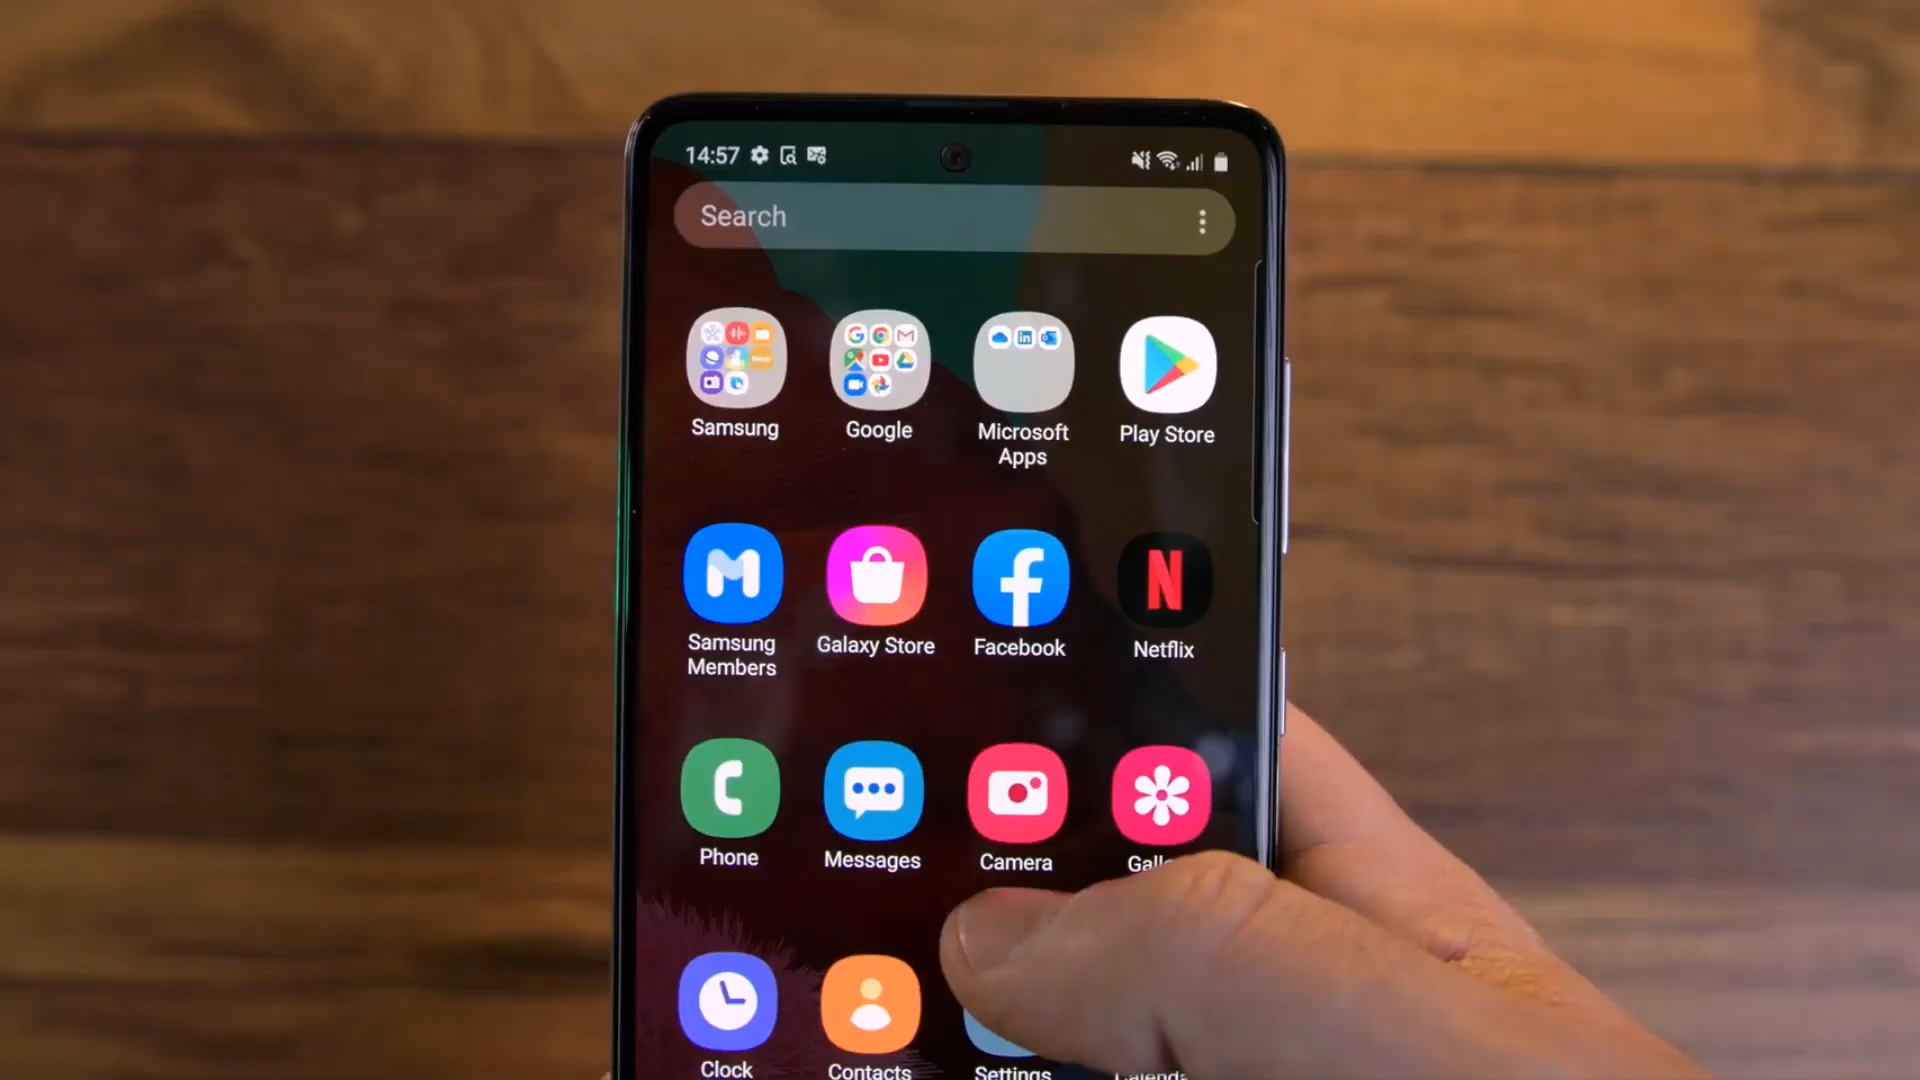 14:57
Search
Samsung
Google
Microsoft
Apps
Play Store
Samsung
Members
Galaxy Store
Facebook
N
Netflix
Phone
Messages
Camera
Clock
Contacts
Settings